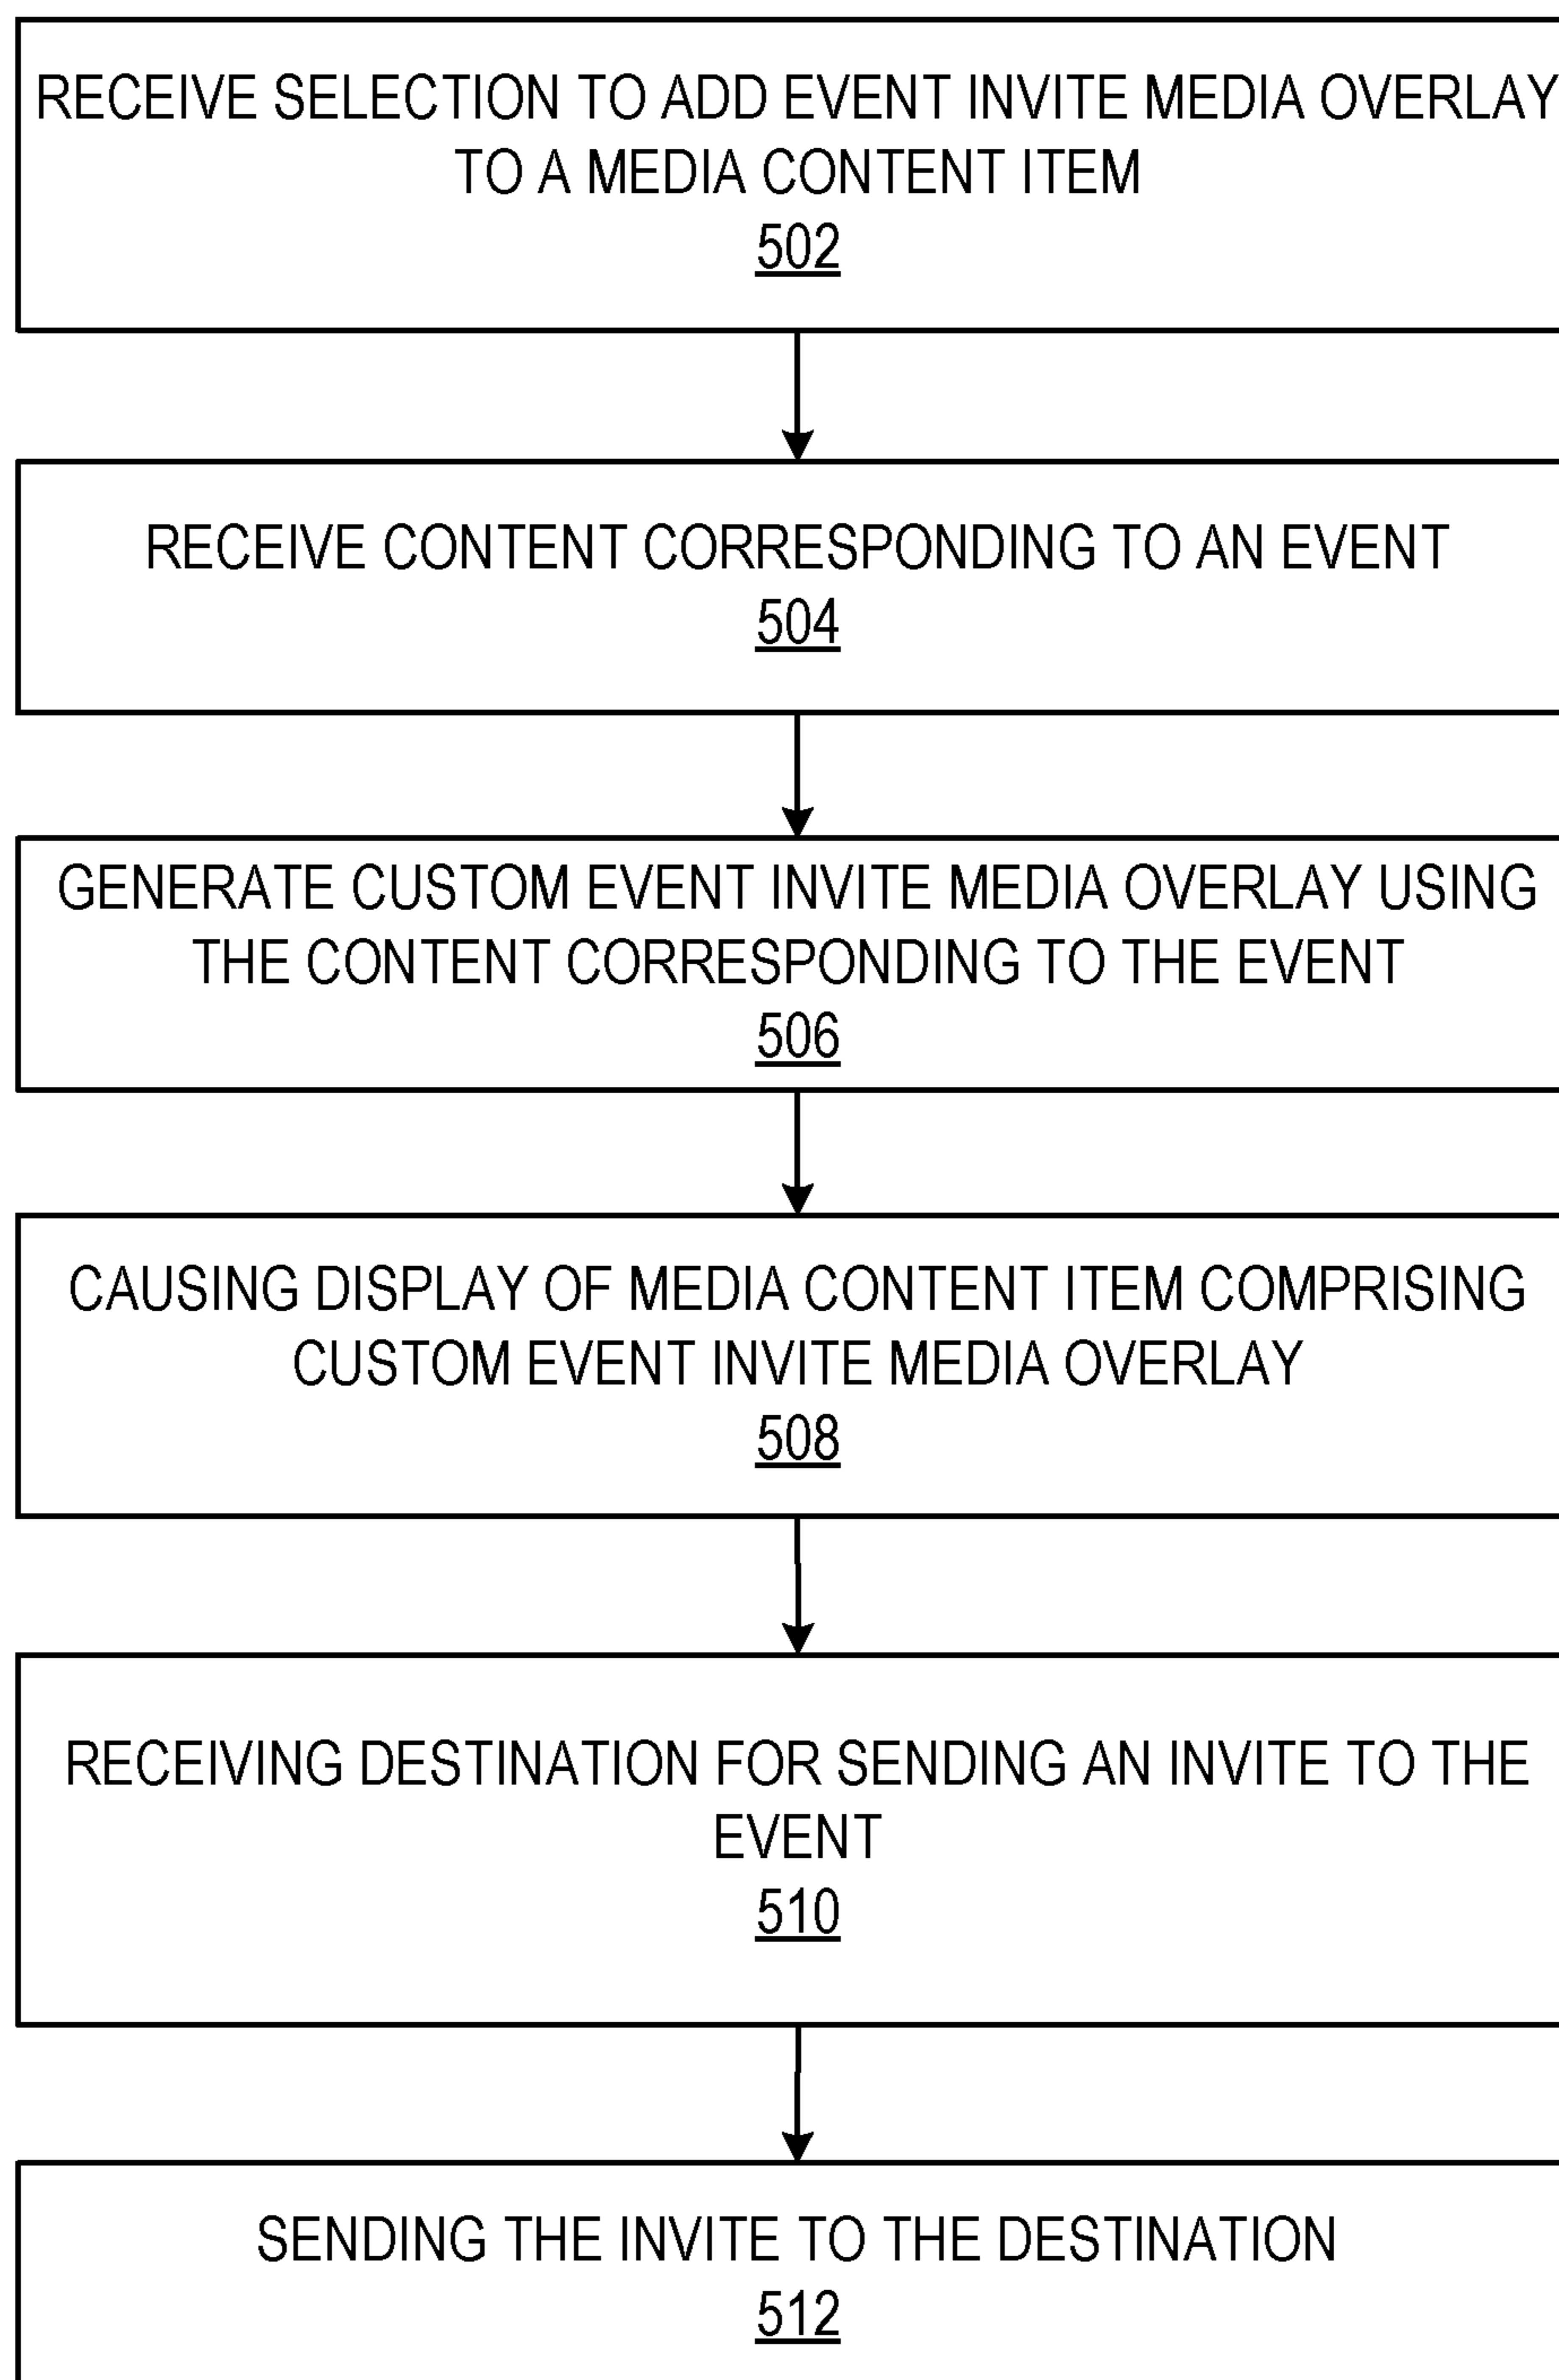 RECEIVE SELECTION TO ADD EVENT INVITE MEDIA OVERLAY
TO A MEDIA CONTENT ITEM
502
RECEIVE CONTENT CORRESPONDING TO AN EVENT
504
GENERATE CUSTOM EVENT INVITE MEDIA OVERLAY USING
THE CONTENT CORRESPONDING TO THE EVENT
506
CAUSING DISPLAY OF MEDIA CONTENT ITEM COMPRISING
CUSTOM EVENT INVITE MEDIA OVERLAY
508
RECEIVING DESTINATION FOR SENDING AN INVITE TO THE
EVENT
510
SENDING THE INVITE TO THE DESTINATION
512